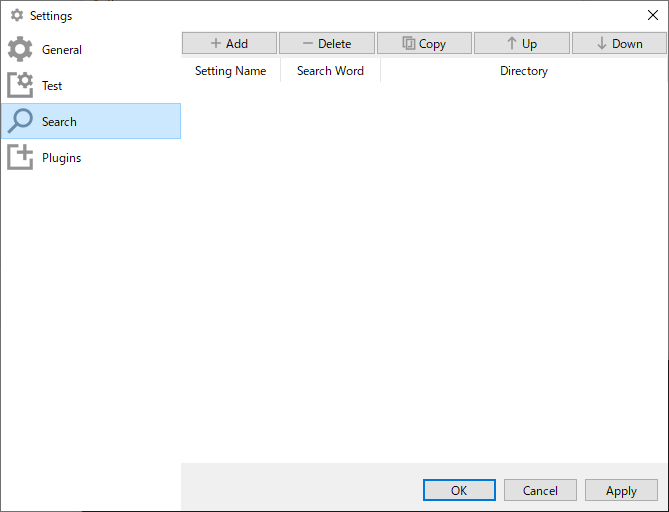 Settings
General
Test
Search
Plugins
Add
Delete
Copy
Up
Down
Setting Name
Search Word
Directory
OK
Cancel
Apply